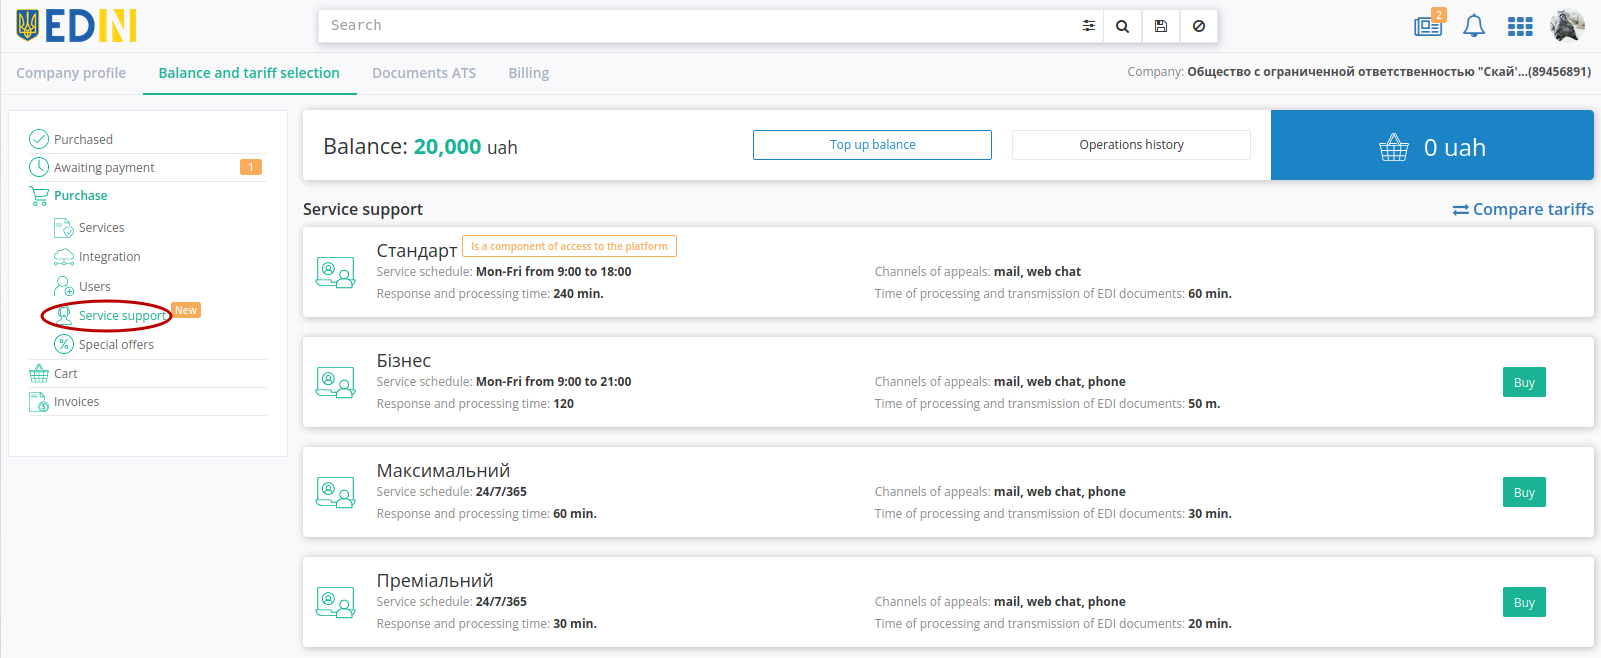 EDIN
Search
2
Company profile
Balance and tariff selection
Documents ATS
Billing
Company: Общество с ограниченной ответственностью "Скай'...(89456891)
Purchased
Awaiting payment 1
Purchase
Services
Integration
Users
Service support New
Special offers
Cart
Invoices
Balance: 20,000 uah
Top up balance
Operations history
0 uah
Service support
Compare tariffs
Стандарт Is a component of access to the platform
Service schedule: Mon-Fri from 9:00 to 18:00
Channels of appeals: mail, web chat
Response and processing time: 240 min.
Time of processing and transmission of EDI documents: 60 min.
Бізнес
Service schedule: Mon-Fri from 9:00 to 21:00
Channels of appeals: mail, web chat, phone
Buy
Response and processing time: 120
Time of processing and transmission of EDI documents: 50 m.
Максимальний
Service schedule: 24/7/365
Channels of appeals: mail, web chat, phone
Buy
Response and processing time: 60 min.
Time of processing and transmission of EDI documents: 30 min.
Преміальний
Service schedule: 24/7/365
Channels of appeals: mail, web chat, phone
Buy
Response and processing time: 30 min.
Time of processing and transmission of EDI documents: 20 min.